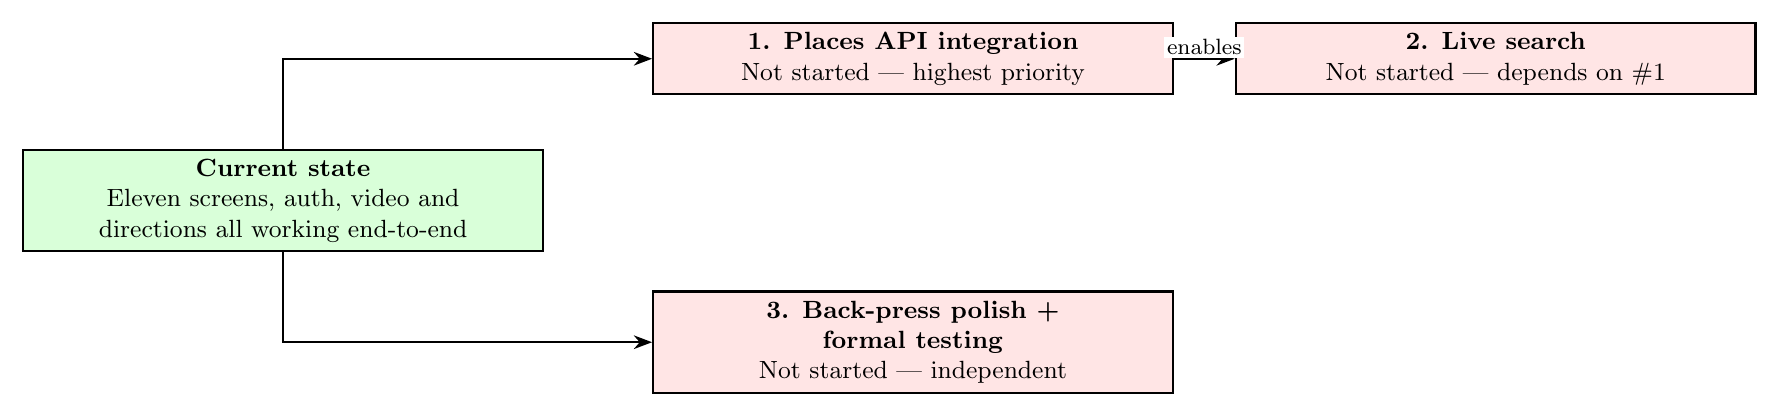 1. Places API integration
Not started — highest priority
enables
2. Live search
Not started — depends on #1
Current state
Eleven screens, auth, video and
directions all working end-to-end
3. Back-press polish +
formal testing
Not started — independent